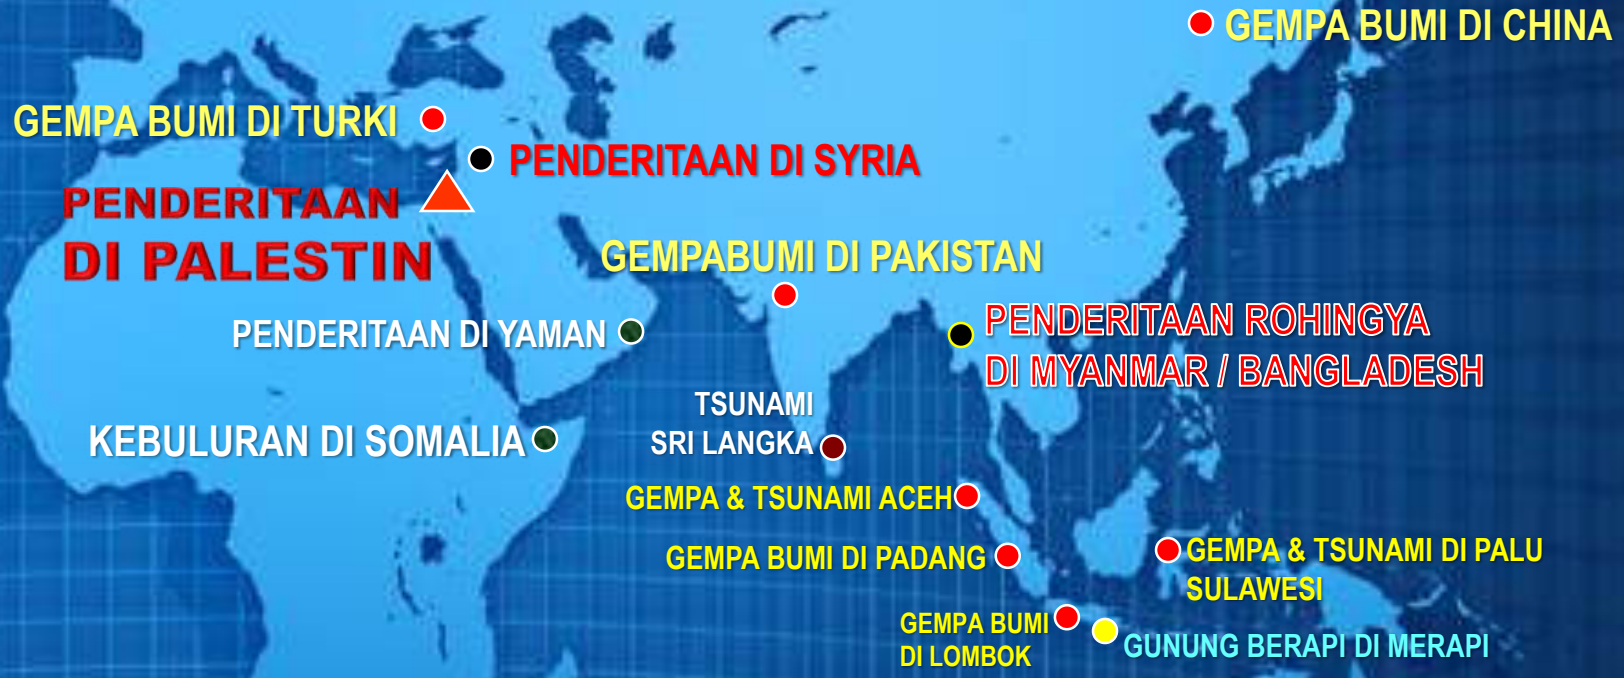 GEMPA BUMI DI CHINA
GEMPA BUMI DI TURKI
PENDERITAAN DI SYRIA
PENDERITAAN
DI PALESTIN
GEMPABUMI DI PAKISTAN
PENDERITAAN ROHINGYA
DI MYANMAR / BANGLADESH
PENDERITAAN DI YAMAN
TSUNAMI
SRI LANGKA
KEBULURAN DI SOMALIA
GEMPA & TSUNAMI ACEH
GEMPA BUMI DI PADANG
GEMPA & TSUNAMI DI PALU
SULAWESI
GEMPA BUMI
DI LOMBOK
GUNUNG BERAPI DI MERAPI